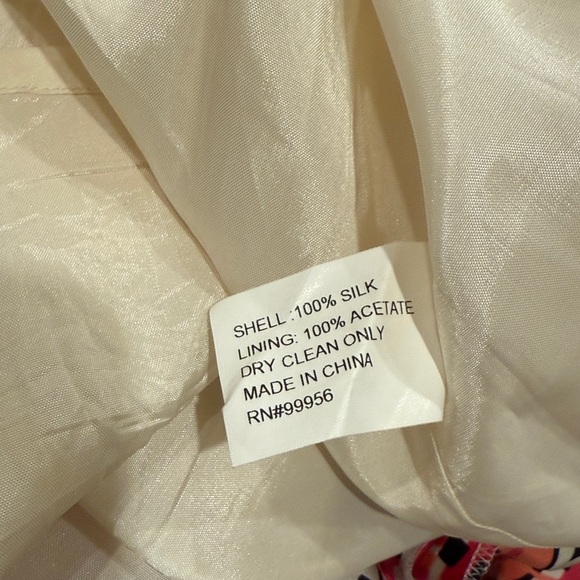 SHELL :100% SILK
LINING: 100% ACETATE
DRY CLEAN ONLY
MADE IN CHINA
RN#99956